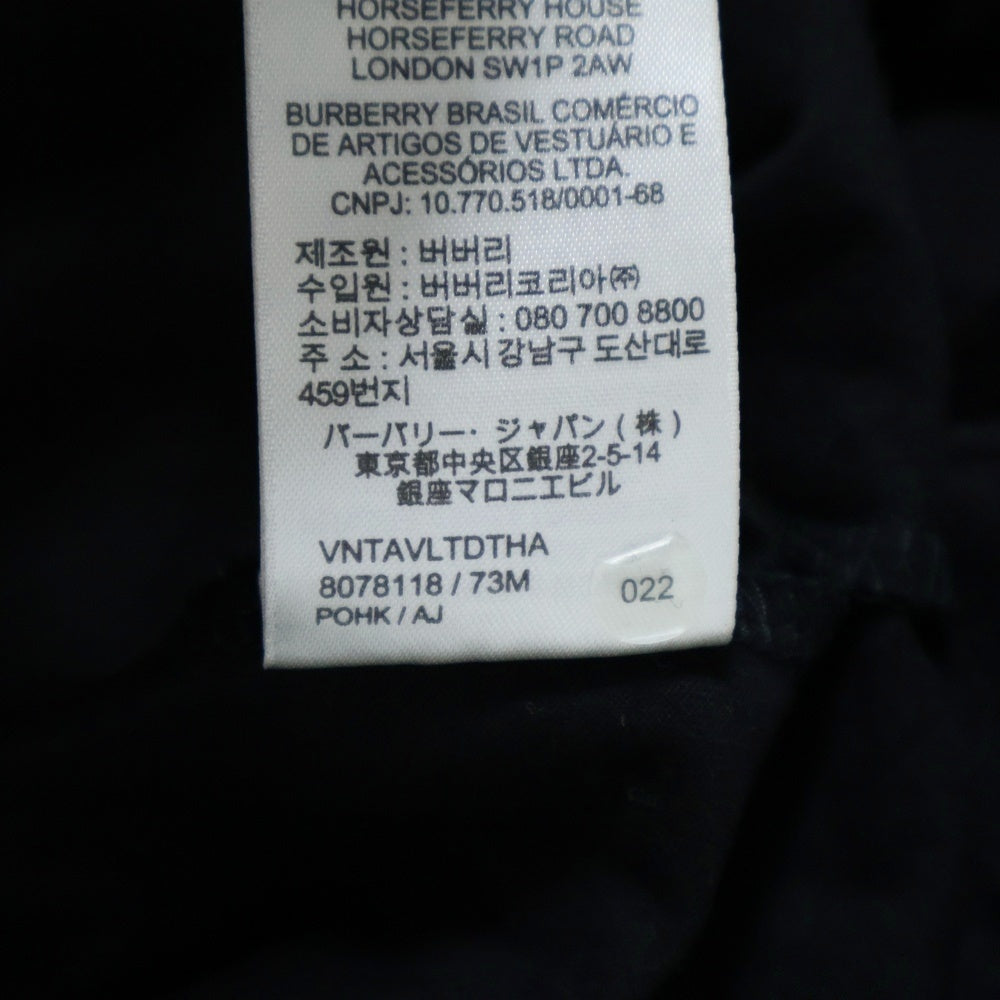 HORSEFERRY HOUSE
HORSEFERRY ROAD
LONDON SW1P 2AW
BURBERRY BRASIL COMÉRCIO
DE ARTIGOS DE VESTUÁRIO E
ACESSÓRIOS LTDA.
CNPJ: 10.770.518/0001-68
제조원 : 버버리
수입원 : 버버리코리아㈜
소비자상담실 : 080 700 8800
주 소 : 서울시 강남구 도산대로
459번지
バーバリー・ジャパン(株)
東京都中央区銀座2-5-14
銀座マロニエビル
VNTAVLTDTHA
8078118 / 73M
POHK / AJ
022